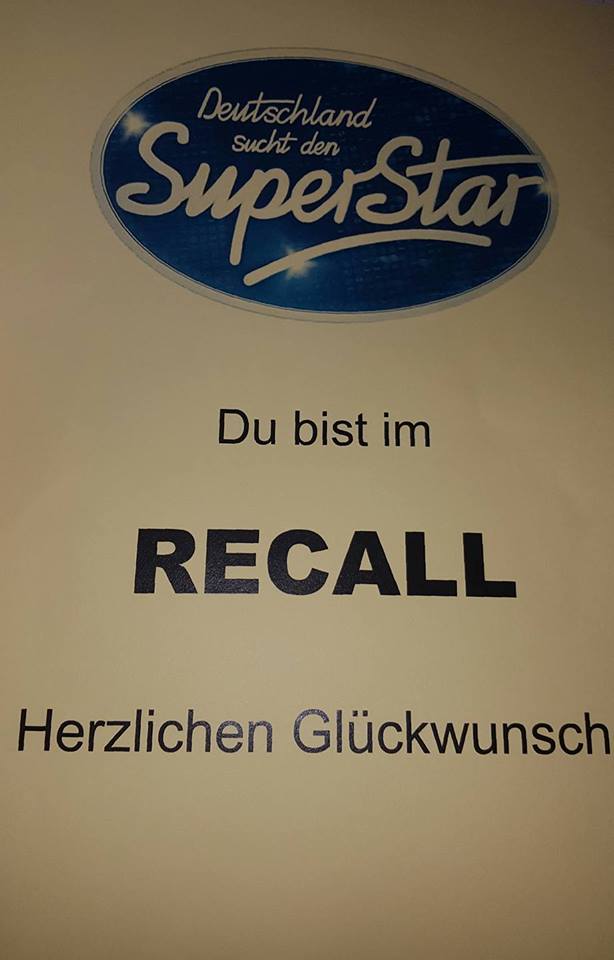 Deutschland
sucht den
SuperStar
Du bist im
RECALL
Herzlichen Glückwunsch